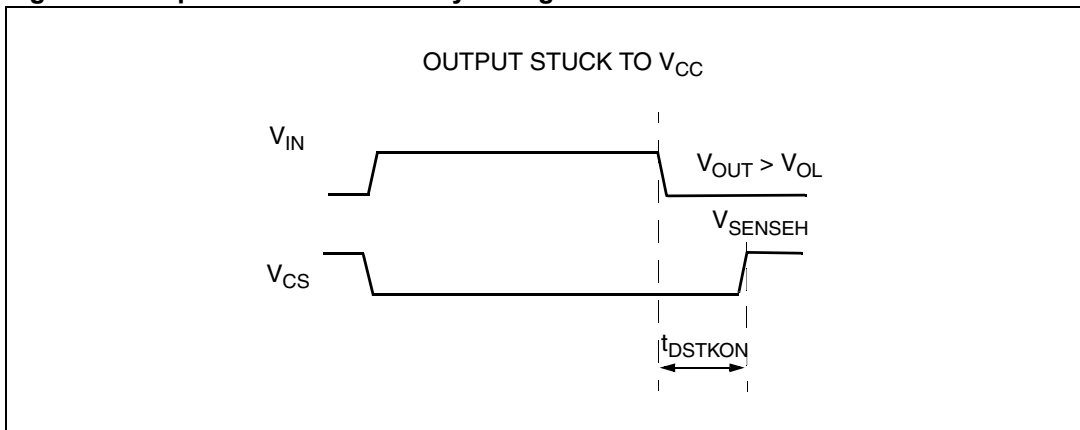 OUTPUT STUCK TO VCC
VIN
VOUT > VOL
VSENSEH
VCS
tDSTKON